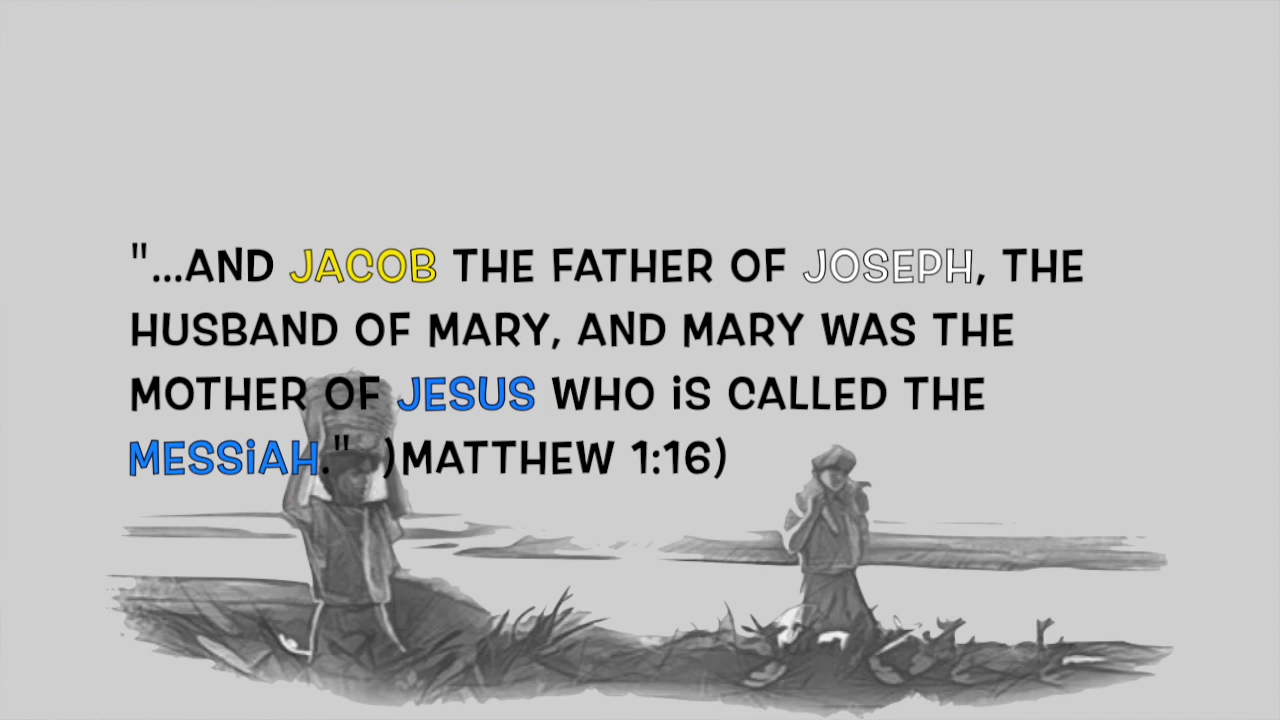 "...AND JACOB THE FATHER OF JOSEPH, THE
HUSBAND OF MARY, AND MARY WAS THE
MOTHER OF JESUS WHO iS CALLED THE
MESSiAH." )MATTHEW 1:16)